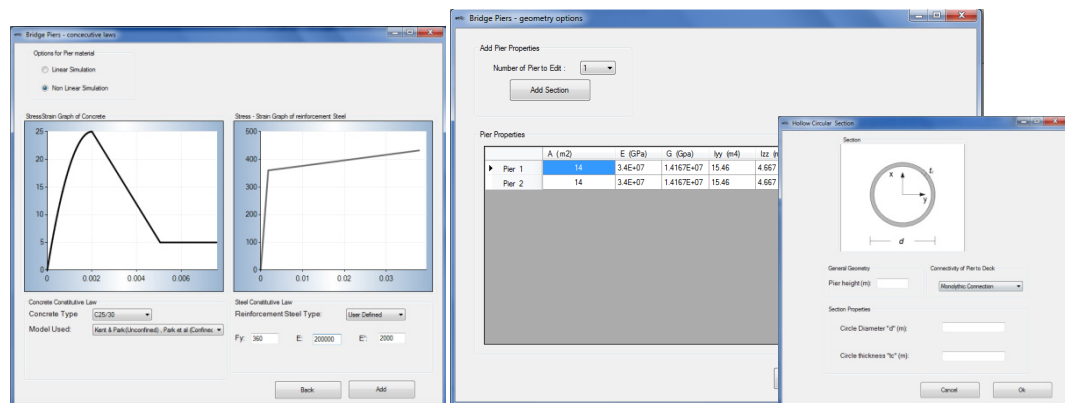 Bridge Piers - concecutive laws
Options for Pier material
Linear Simulation
Non Linear Simulation
StressStrain Graph of Concrete
25
20
15
10
5
0
0 0.002 0.004 0.006
Stress - Strain Graph of reinforcement Steel
500
400
300
200
100
0
0 0.01 0.02 0.03
Concrete Constitutive Law
Concrete Type C25/30
Model Used: Kent & Park(Unconfined) , Park et al (Confinec
Steel Constitutive Law
Reinforcement Steel Type: User Defined
Fy: 360 E: 200000 E': 2000
Back Add
Bridge Piers - geometry options
Add Pier Properties
Number of Pier to Edit : 1
Add Section
Pier Properties
A (m2) E (GPa) G (Gpa) Iyy (m4) Izz (m
Pier 1 14 3.4E+07 1.4167E+07 15.46 4.667
Pier 2 14 3.4E+07 1.4167E+07 15.46 4.667
Hollow Circular Section
Section
x
y
d
General Geometry
Pier height(m):
Connectivity of Pier to Deck
Monolythic Connection
Section Properties
Circle Diameter "d" (m):
Circle thickness "tc" (m):
Cancel Ok